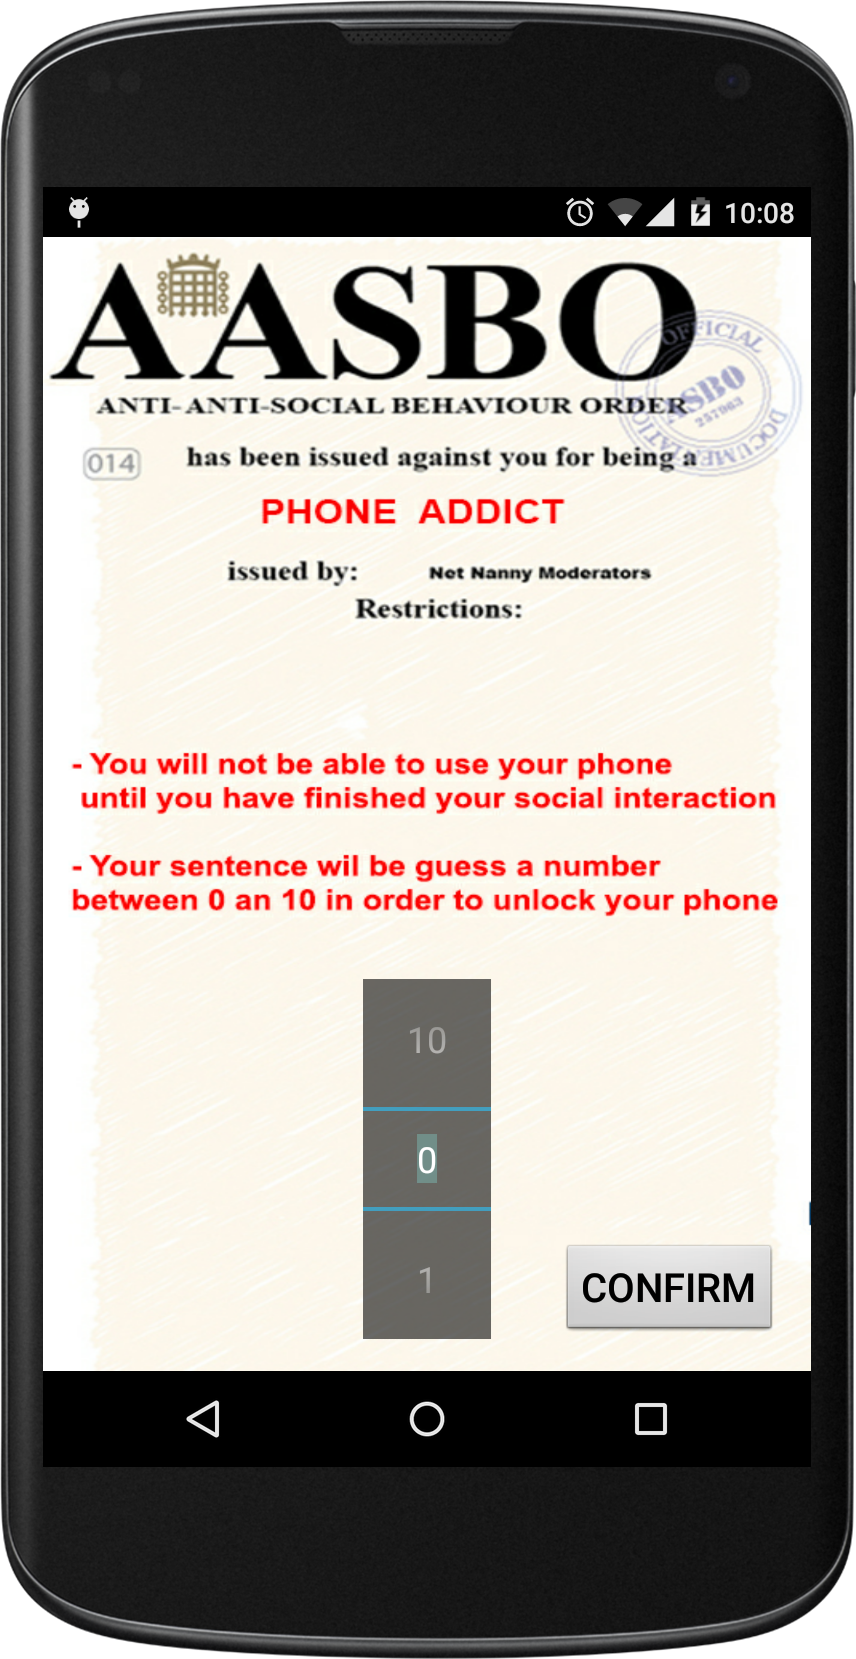 10:08
AASBO
OFFICIAL
ASBO
257963
DOCUMENTATION
ANTI-ANTI-SOCIAL BEHAVIOUR ORDER
014
has been issued against you for being a
PHONE ADDICT
issued by: Net Nanny Moderators
Restrictions:
- You will not be able to use your phone
until you have finished your social interaction
- Your sentence wil be guess a number
between 0 an 10 in order to unlock your phone
10
0
1
CONFIRM